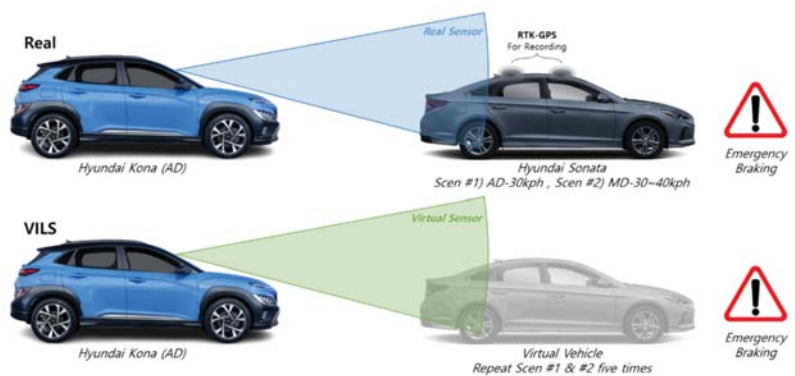 Real
Real Sensor
RTK-GPS
For Recording
Hyundai Kona (AD)
Hyundai Sonata
Scen #1) AD-30kph , Scen #2) MD-30~40kph
Emergency
Braking
VILS
Virtual Sensor
Hyundai Kona (AD)
Virtual Vehicle
Repeat Scen #1 & #2 five times
Emergency
Braking